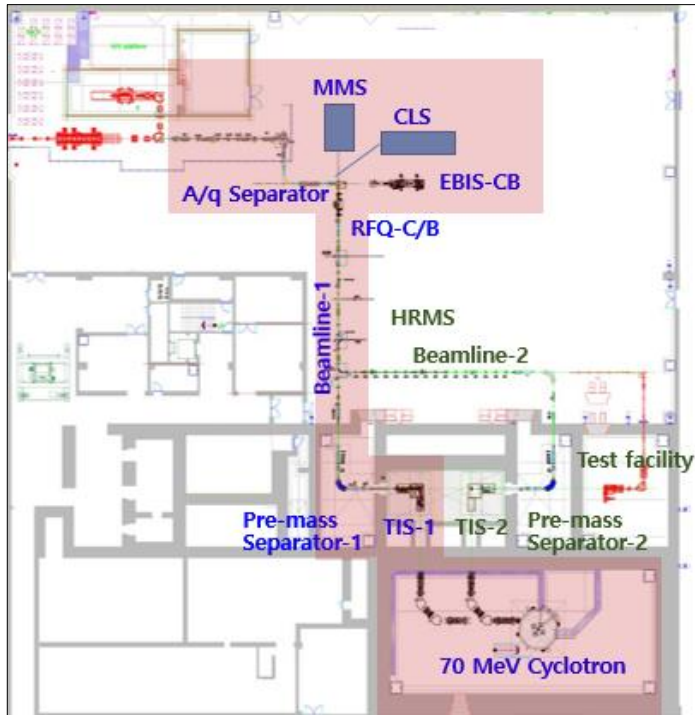 MMS
CLS
A/q Separator
EBIS-CB
RFQ-C/B
Beamline-1
HRMS
Beamline-2
Test facility
Pre-mass
Separator-1
TIS-1
TIS-2
Pre-mass
Separator-2
70 MeV Cyclotron